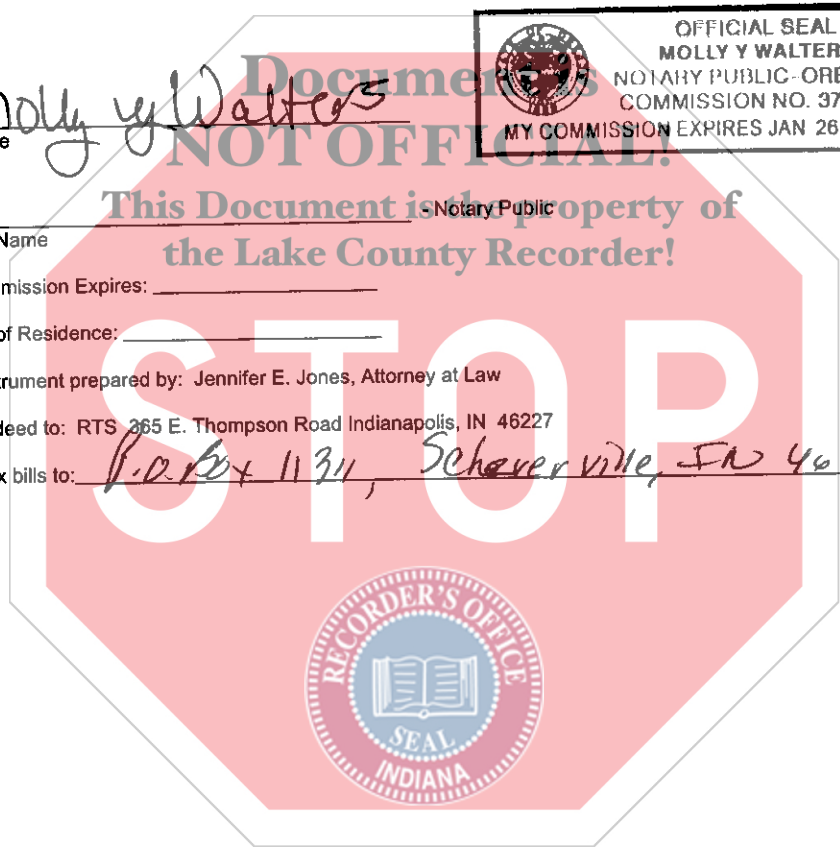 OFFICIAL SEAL
MOLLY Y WALTER
NOTARY PUBLIC-ORE
COMMISSION NO. 37
MY COMMISSION EXPIRES JAN 26
olly y Walters
e
Document is
NOT OFFICIAL!
This Document is the property of
the Lake County Recorder!
- Notary Public
Name
mission Expires:
of Residence:
trument prepared by: Jennifer E. Jones, Attorney at Law
deed to: RTS 265 E. Thompson Road Indianapolis, IN 46227
x bills to: P.O. Box 1131, Schererville, IN 46
STOP
RECORDER'S OFFICE
SEAL
INDIANA